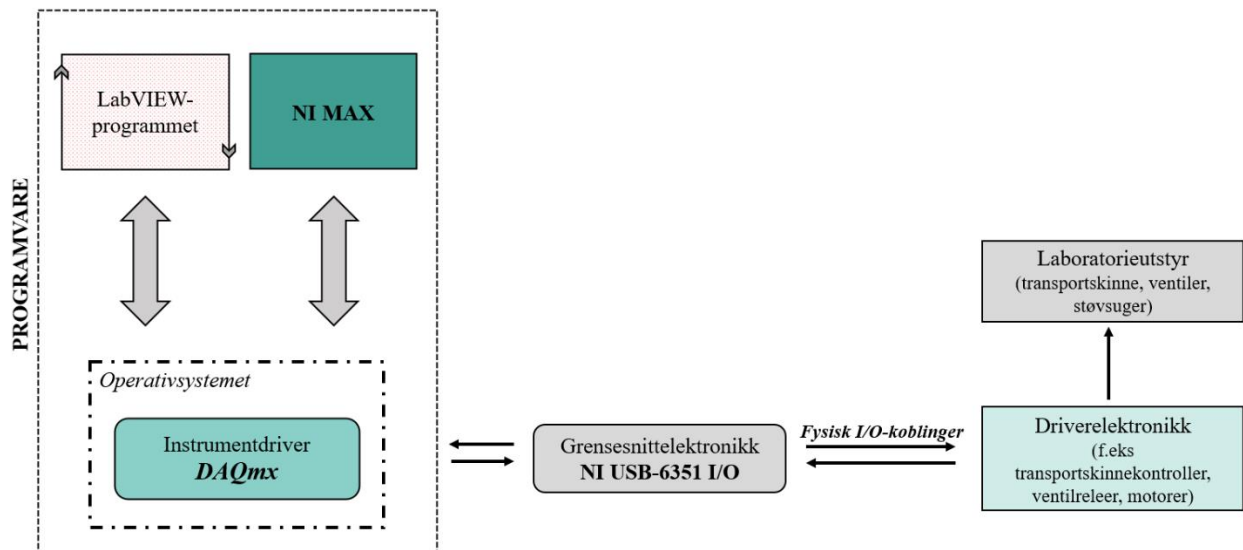 PROGRAMVARE
LabVIEW-
programmet
NI MAX
Operativsystemet
Instrumentdriver
DAQmx
Grensesnittelektronikk
NI USB-6351 I/O
Fysisk I/O-koblinger
Laboratorieutstyr
(transportskinne, ventiler,
støvsuger)
Driverelektronikk
(f.eks
transportskinnekontroller,
ventilreleer, motorer)